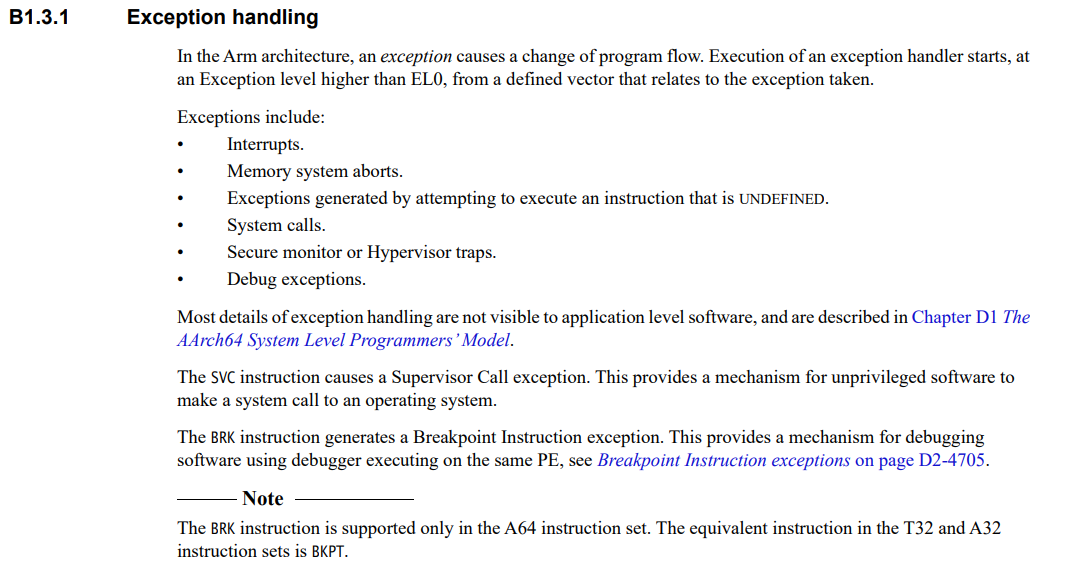 B1.3.1 Exception handling
In the Arm architecture, an exception causes a change of program flow. Execution of an exception handler starts, at
an Exception level higher than EL0, from a defined vector that relates to the exception taken.
Exceptions include:
• Interrupts.
• Memory system aborts.
• Exceptions generated by attempting to execute an instruction that is UNDEFINED.
• System calls.
• Secure monitor or Hypervisor traps.
• Debug exceptions.
Most details of exception handling are not visible to application level software, and are described in Chapter D1 The
AArch64 System Level Programmers’ Model.
The SVC instruction causes a Supervisor Call exception. This provides a mechanism for unprivileged software to
make a system call to an operating system.
The BRK instruction generates a Breakpoint Instruction exception. This provides a mechanism for debugging
software using debugger executing on the same PE, see Breakpoint Instruction exceptions on page D2-4705.
Note
The BRK instruction is supported only in the A64 instruction set. The equivalent instruction in the T32 and A32
instruction sets is BKPT.